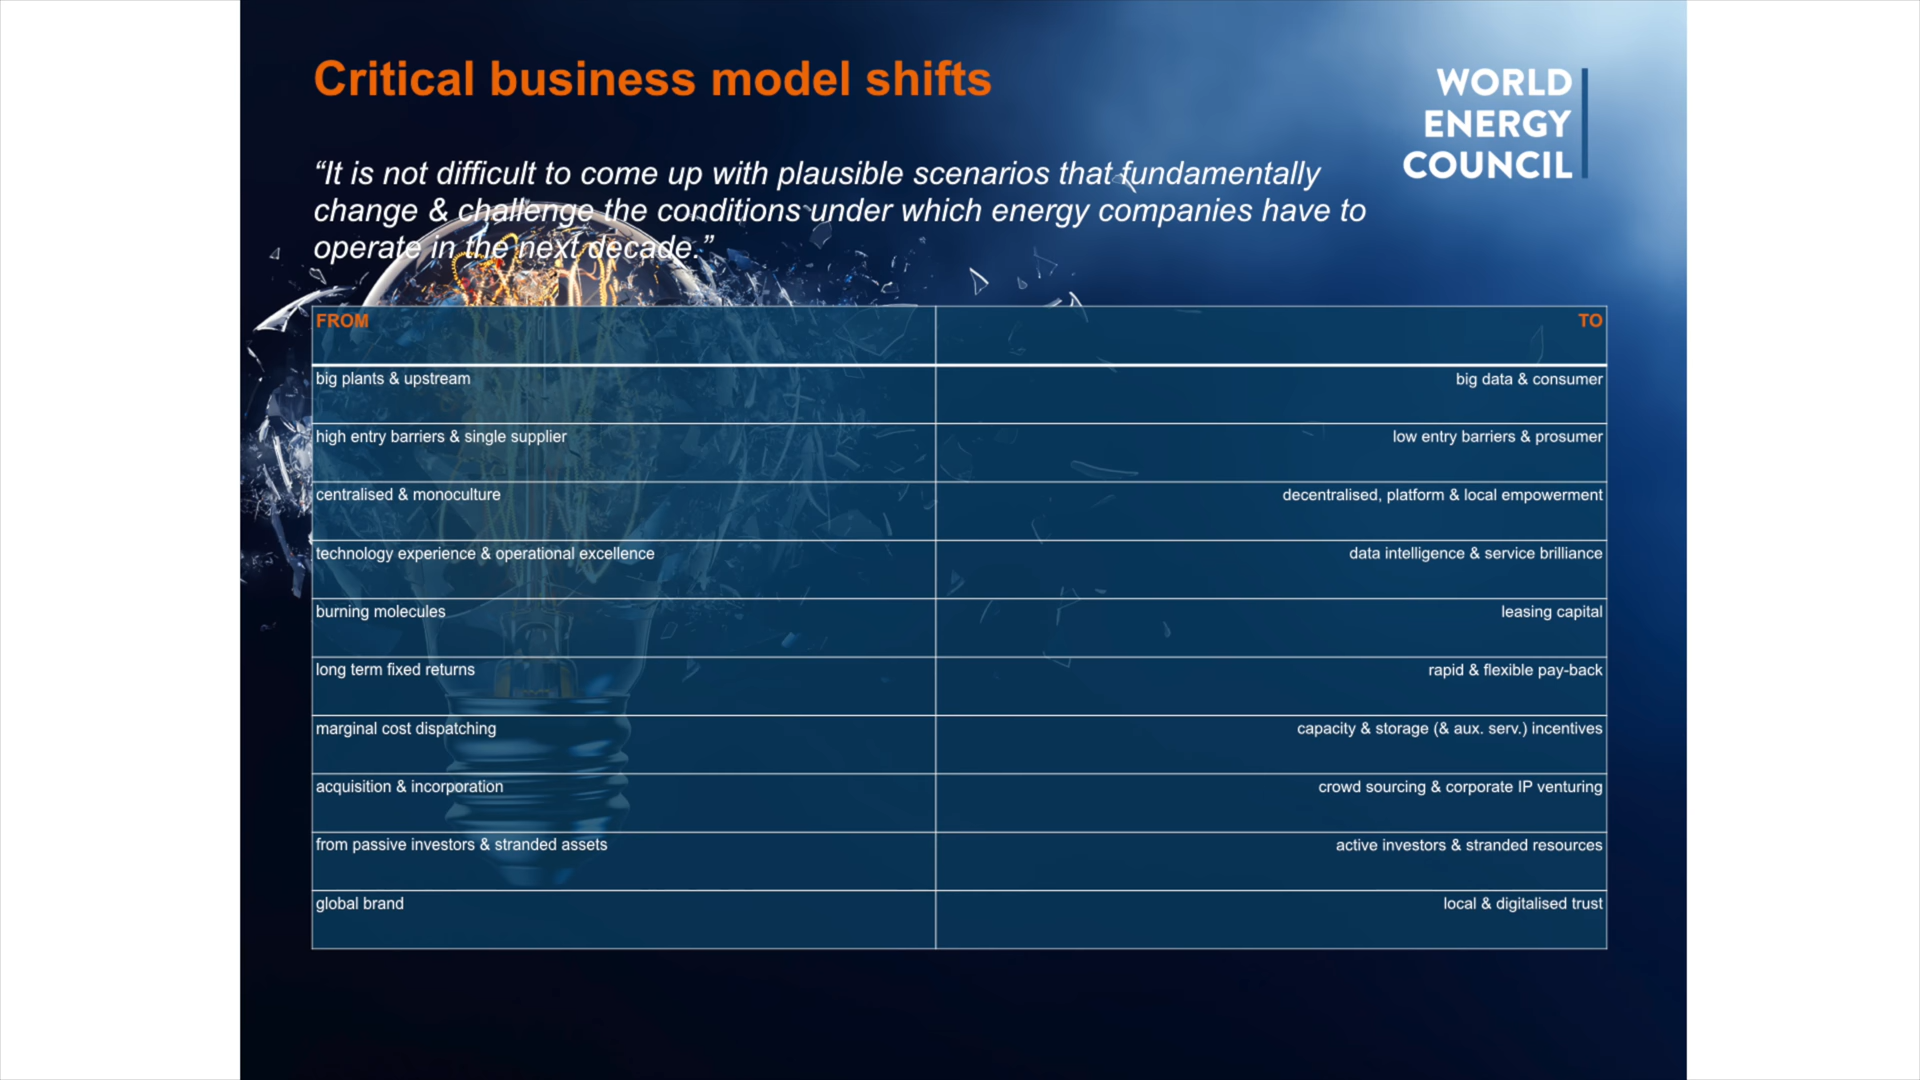 Critical business model shifts
WORLD
ENERGY
COUNCIL
“It is not difficult to come up with plausible scenarios that fundamentally
change & challenge the conditions under which energy companies have to
operate in the next decade.”
FROM TO
big plants & upstream big data & consumer
high entry barriers & single supplier low entry barriers & prosumer
centralised & monoculture decentralised, platform & local empowerment
technology experience & operational excellence data intelligence & service brilliance
burning molecules leasing capital
long term fixed returns rapid & flexible pay-back
marginal cost dispatching capacity & storage (& aux. serv.) incentives
acquisition & incorporation crowd sourcing & corporate IP venturing
from passive investors & stranded assets active investors & stranded resources
global brand local & digitalised trust